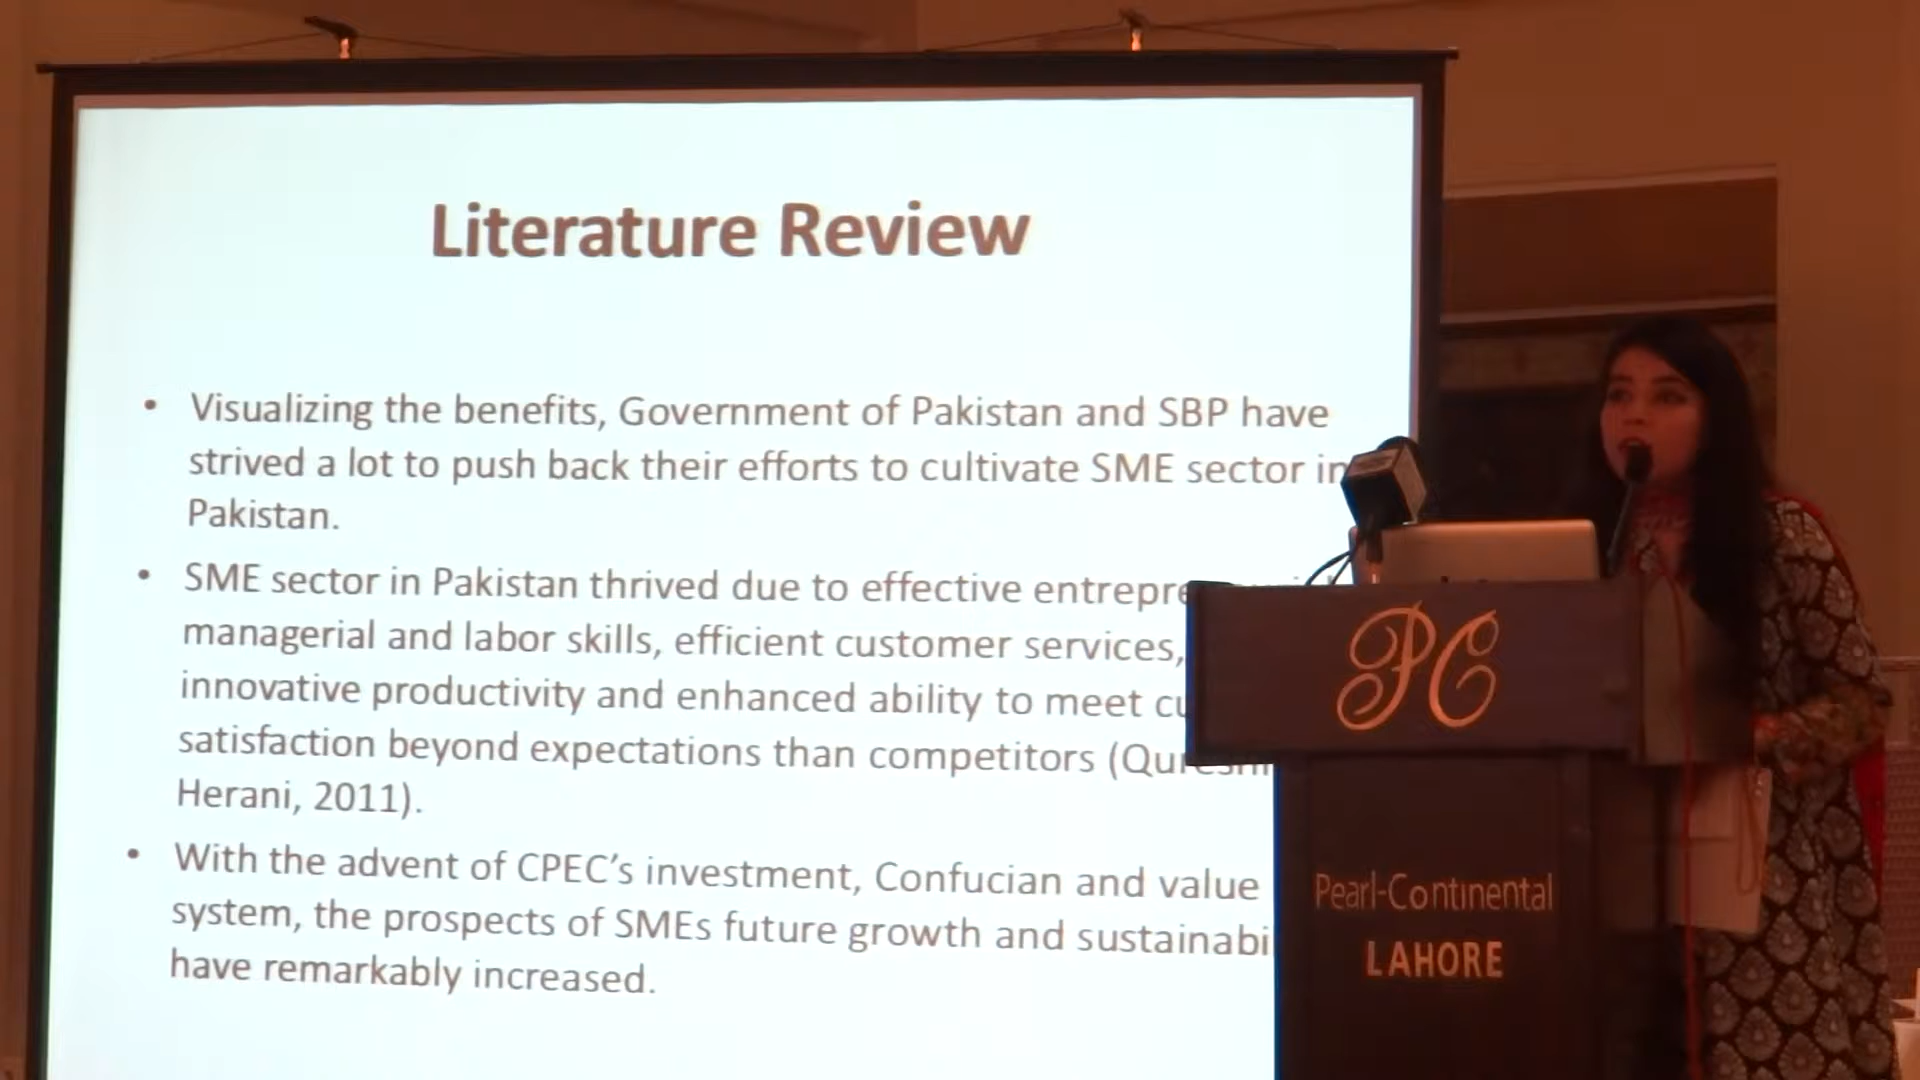 Literature Review
• Visualizing the benefits, Government of Pakistan and SBP have
strived a lot to push back their efforts to cultivate SME sector in
Pakistan.
• SME sector in Pakistan thrived due to effective
managerial and labor skills, efficient customer services,
innovative productivity and enhanced ability to meet
satisfaction beyond expectations than competitors
Herani, 2011).
• With the advent of CPEC's investment, Confucian and value
system, the prospects of SMEs future growth and
have remarkably increased.
PC
Pearl-Continental
LAHORE